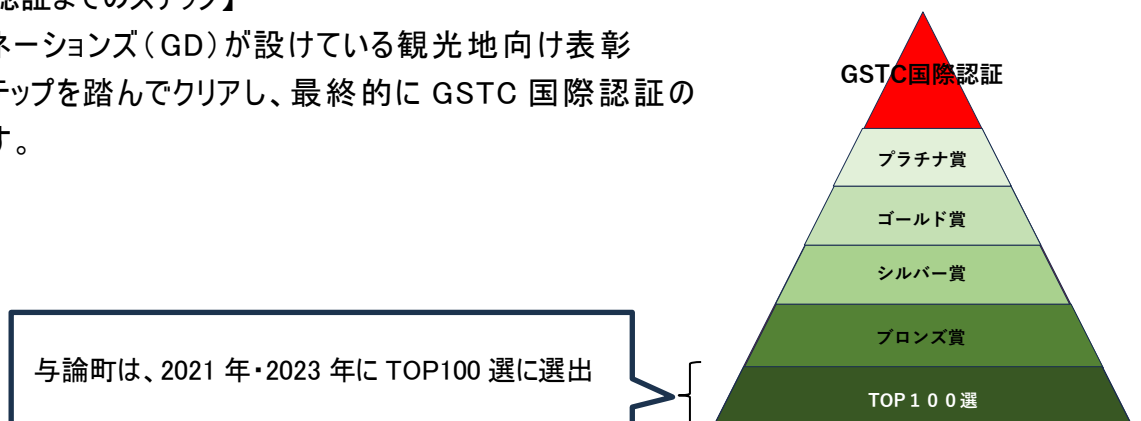 認証までのステップ】
ネーションズ（GD）が設けている観光地向け表彰
テップを踏んでクリアし、最終的に GSTC 国際認証の
す。
GSTC国際認証
プラチナ賞
ゴールド賞
シルバー賞
ブロンズ賞
与論町は、2021 年・2023 年に TOP100 選に選出
TOP１００選